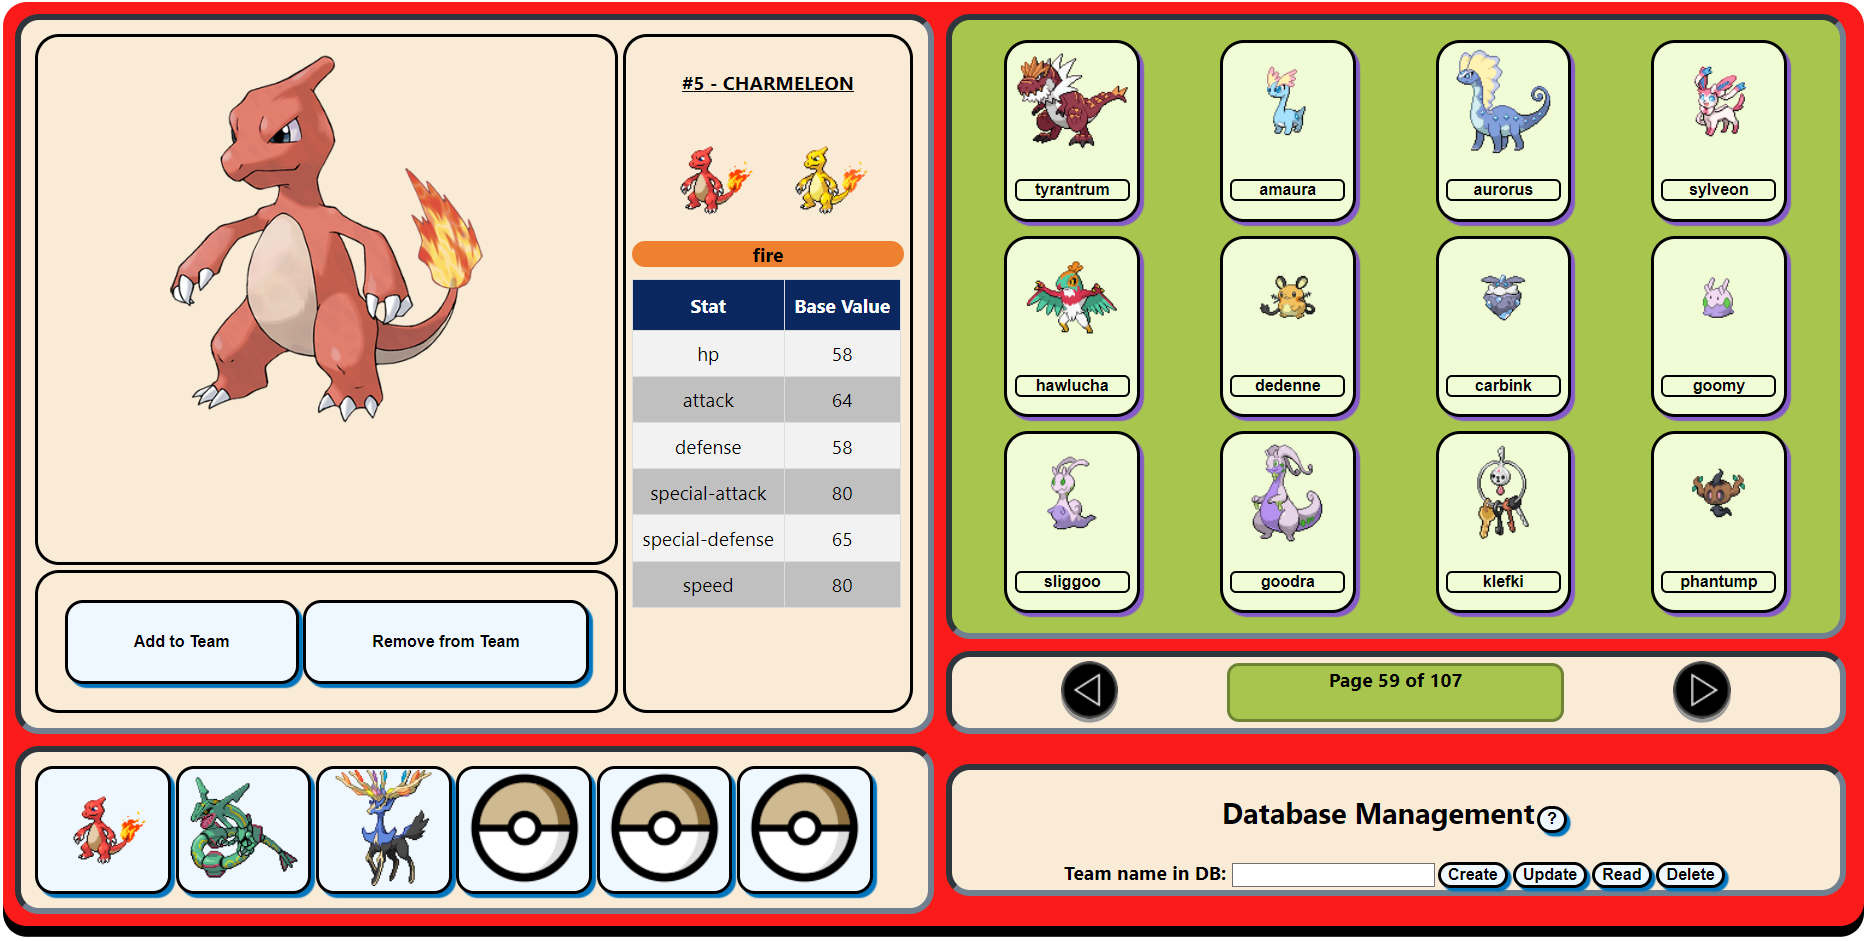 #5 - CHARMELEON
fire
Stat Base Value
hp 58
attack 64
defense 58
special-attack 80
special-defense 65
speed 80
Add to Team Remove from Team
tyrantrum amaura aurorus sylveon
hawlucha dedenne carbink goomy
sliggoo goodra klefki phantump
Page 59 of 107
Database Management ?
Team name in DB: Create Update Read Delete